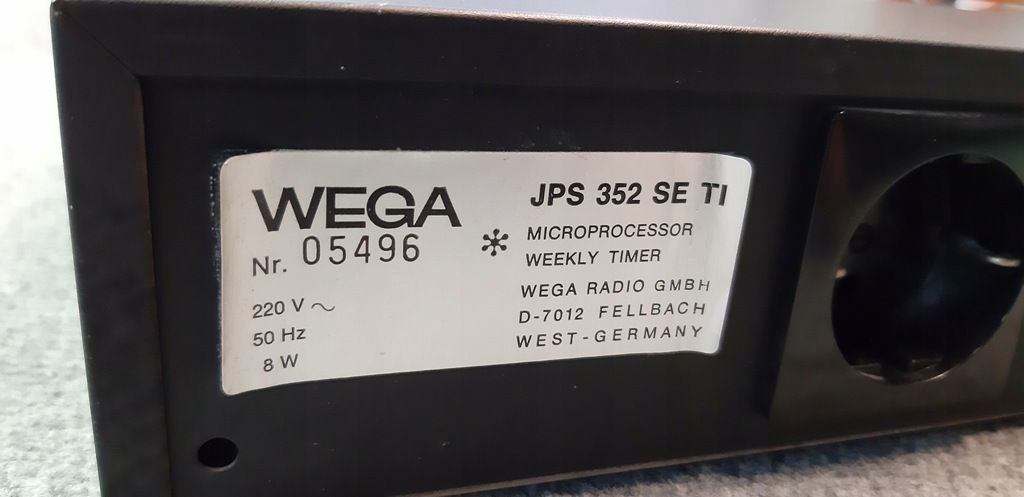 WEGA
Nr. 05496
220 V ~
50 Hz
8 W
JPS 352 SE TI
* MICROPROCESSOR
WEEKLY TIMER
WEGA RADIO GMBH
D-7012 FELLBACH
WEST-GERMANY